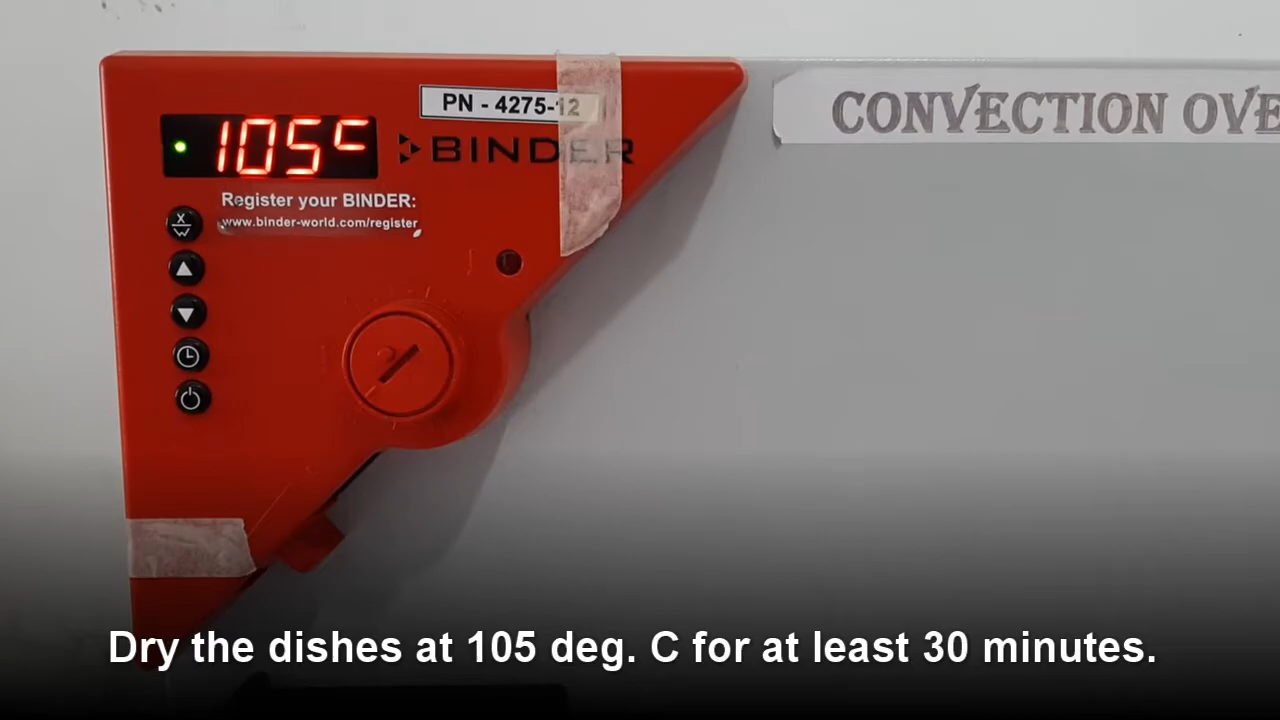 PN - 4275-12
CONVECTION OVE
105C
BINDER
Register your BINDER:
www.binder-world.com/register
X
W
Dry the dishes at 105 deg. C for at least 30 minutes.